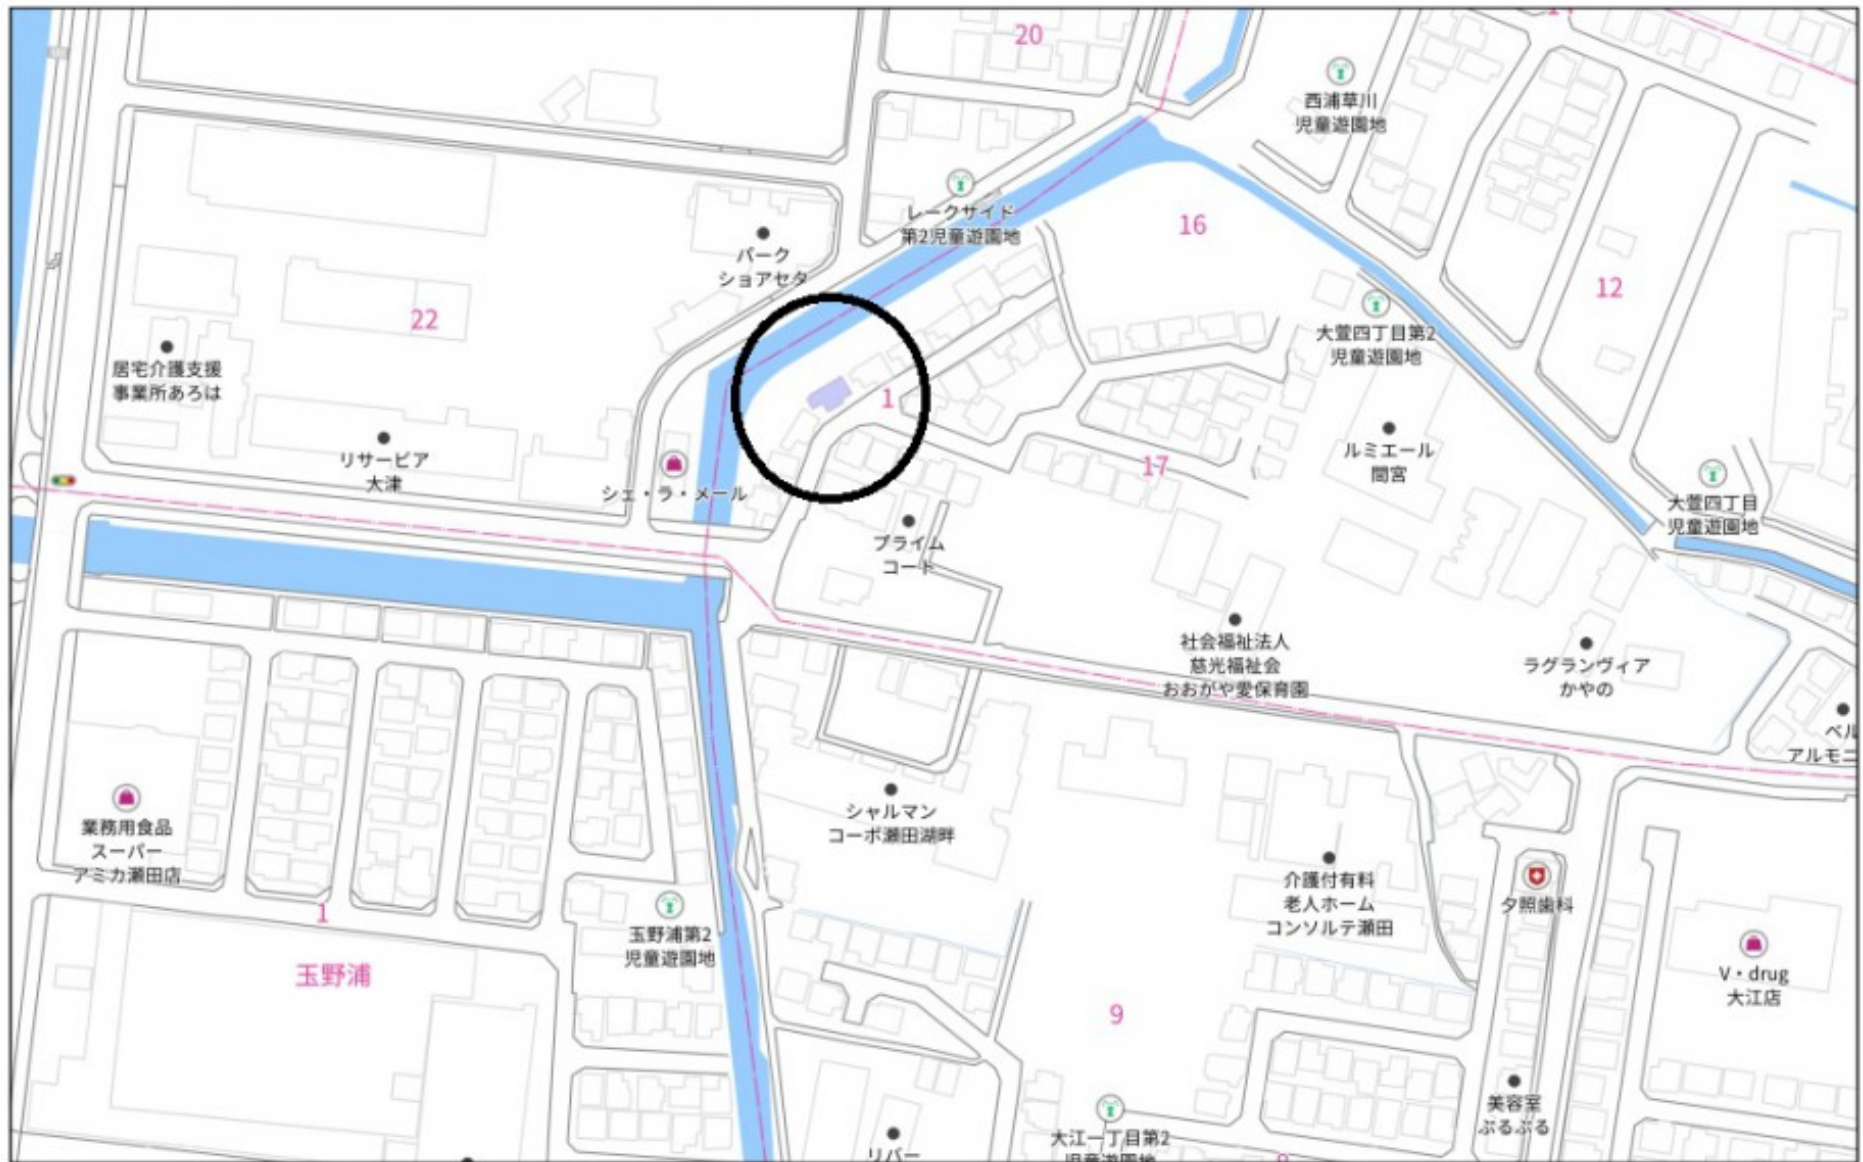 20
西浦草川
児童遊園地
レークサイド
第2児童遊園地
16
パーク
ショアセタ
12
22
大萱四丁目第2
児童遊園地
居宅介護支援
事業所あろは
1
リサーピア
大津
シェ・ラ・メール
17
ルミエール
間宮
大萱四丁目
児童遊園地
プライム
コート
社会福祉法人
慈光福祉会
おおがや愛保育園
ラグランヴィア
かやの
ベル
アルモニ
業務用食品
スーパー
アミカ瀬田店
シャルマン
コーポ瀬田湖畔
介護付有料
老人ホーム
コンソルテ瀬田
夕照歯科
1
玉野浦
玉野浦第2
児童遊園地
V・drug
大江店
9
美容室
ぷるぷる
大江一丁目第2
児童遊園地
リバー